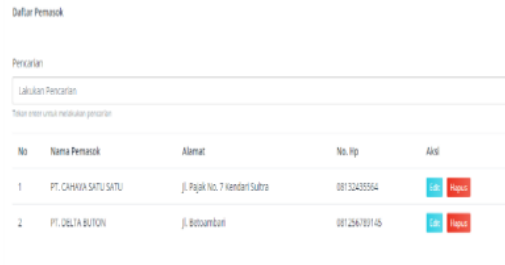 Daftar Pemasok
Pencarian
Lakukan Pencarian
Tekan enter untuk melakukan pencarian
No Nama Pemasok Alamat No. Hp Aksi
1 PT. CAHAYA SATU SATU Jl. Pajak No. 7 Kendari Sultra 08132435564 Edit Hapus
2 PT. DELTA BUTON Jl. Betoambari 081256789145 Edit Hapus